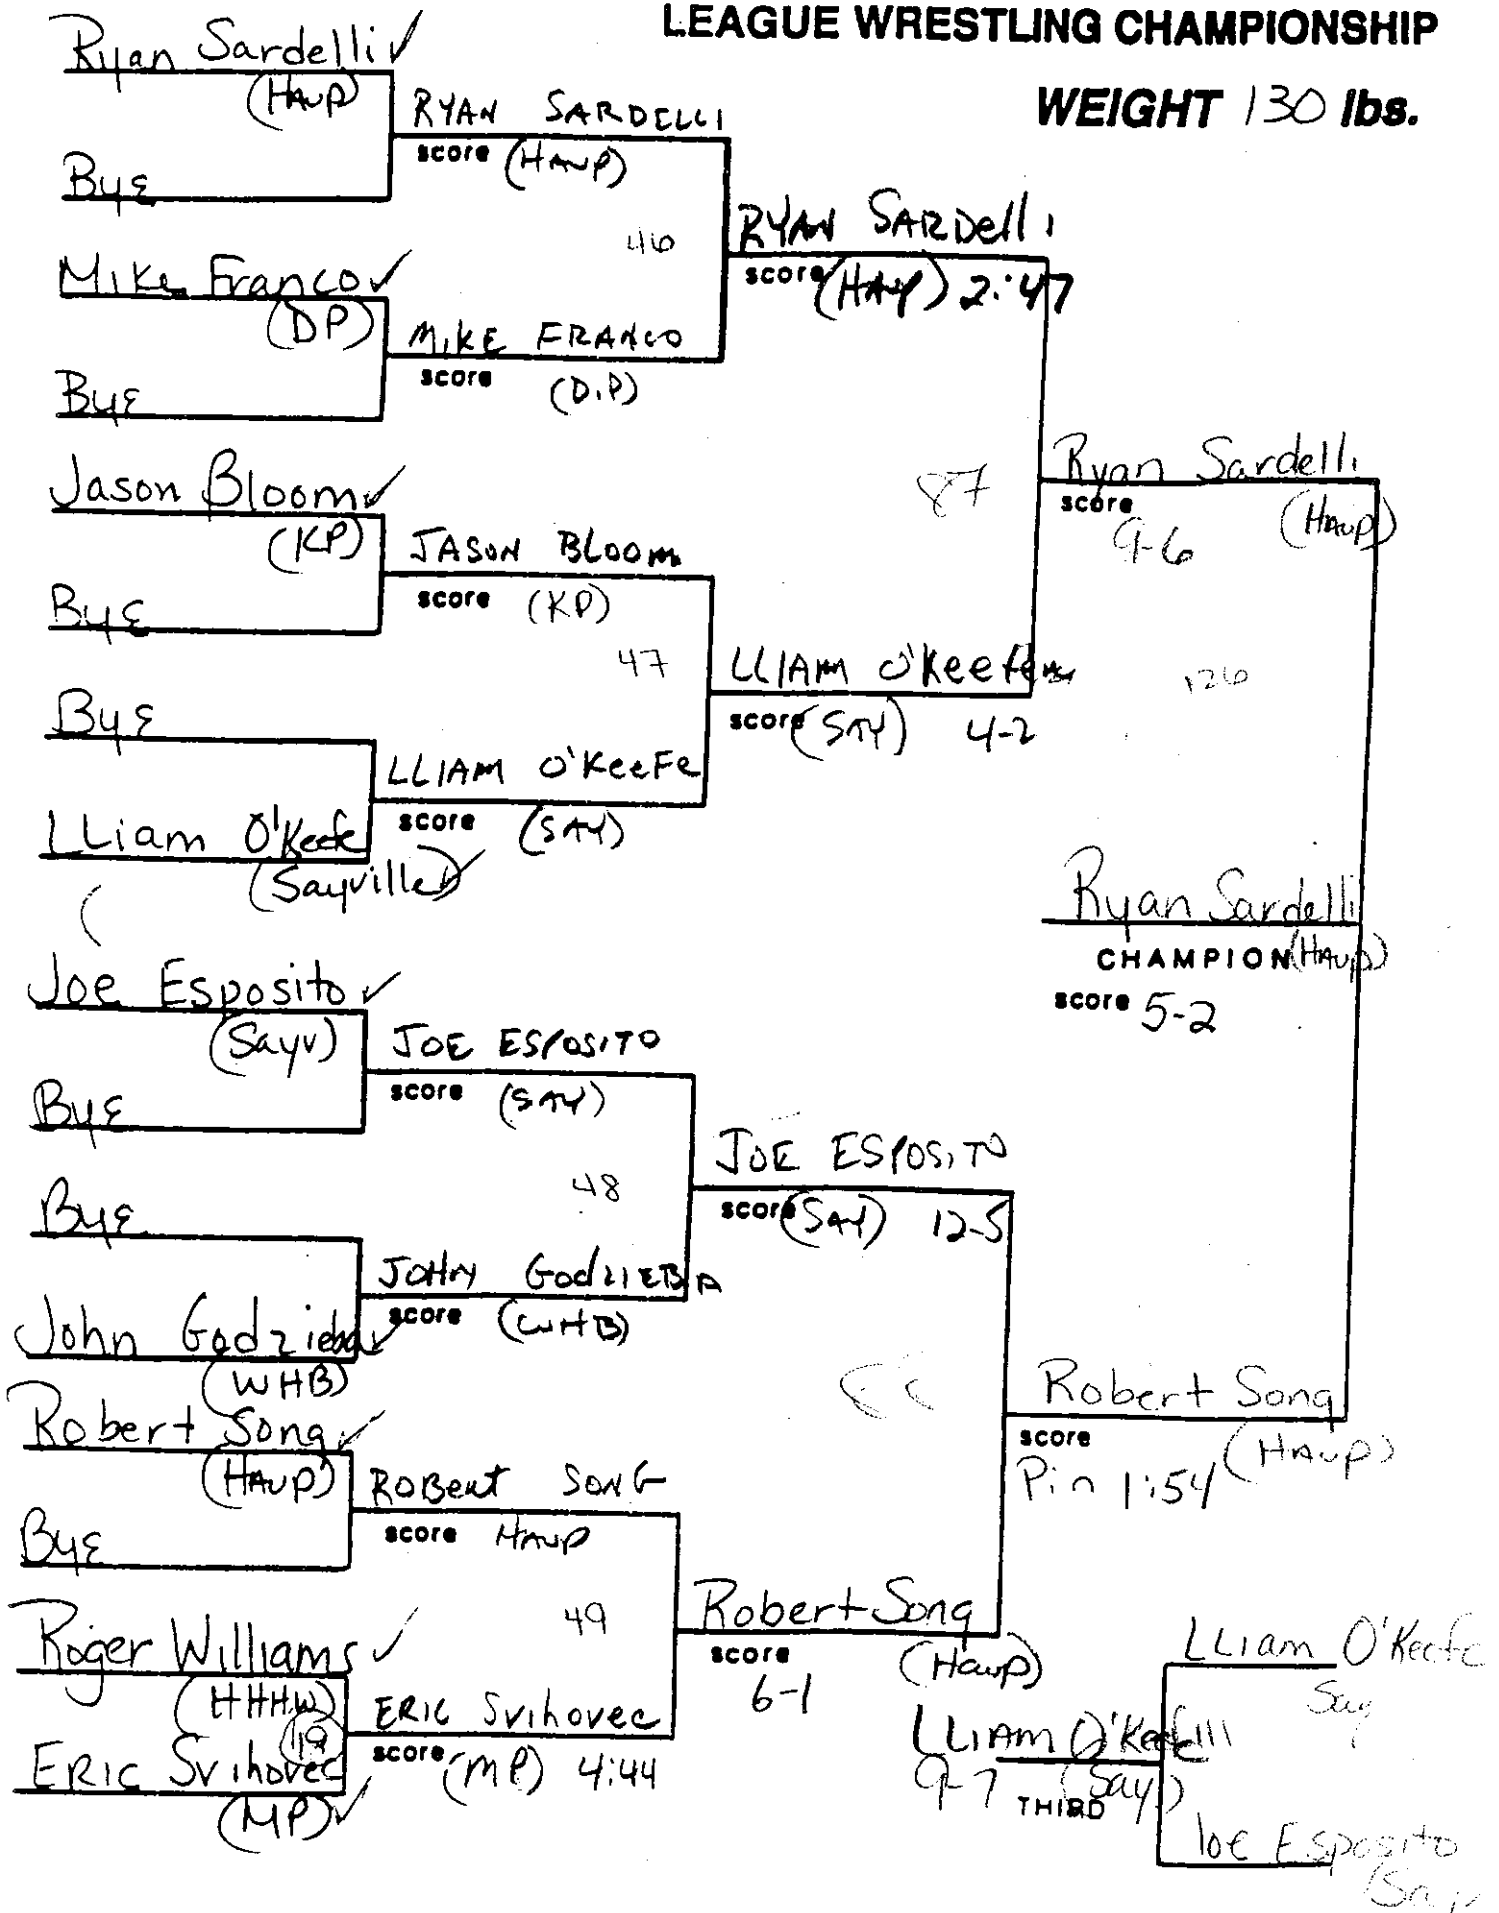 LEAGUE WRESTLING CHAMPIONSHIP
WEIGHT 130 lbs.
Ryan Sardelli ✓
(Haup)
Bye
Mike Franco ✓
(DP)
Bye
Jason Bloom ✓
(KP)
Bye
Bye
LLiam O'Keefe
(Sayville) ✓
(
Joe Esposito ✓
(Sayv)
Bye
Bye
John Godzieba ✓
(WHB)
Robert Song ✓
(Haup)
Bye
Roger Williams ✓
(HHHW)
19
ERIC Svihovec
(MP) ✓
RYAN SARDELLI
score (HAUP)
46
MIKE FRANCO
score (D.P)
JASON BLOOM
score (KP)
47
LLIAM O'KeeFe
score (SAY)
JOE ESPOSITO
score (SAY)
48
JOHN GodziEBA
score (WHB)
ROBERT SONG
score HAUP
49
ERIC Svihovec
score (MP) 4:44
RYAN SARDelli
score (HAUP) 2:47
87
LLIAM O'Keefe
score (SAY) 4-2
JOE ESPOSITO
score (SAY) 12-5
Robert Song
score (Haup)
6-1
Ryan Sardelli
score (Haup)
9-6
126
Robert Song
score (HAUP)
Pin 1:54
Ryan Sardelli
CHAMPION (HAUP)
score 5-2
LLiam O'Keefe
Say
LLIAM O'Keefe
9-7 (Say)
THIRD
Joe Esposito